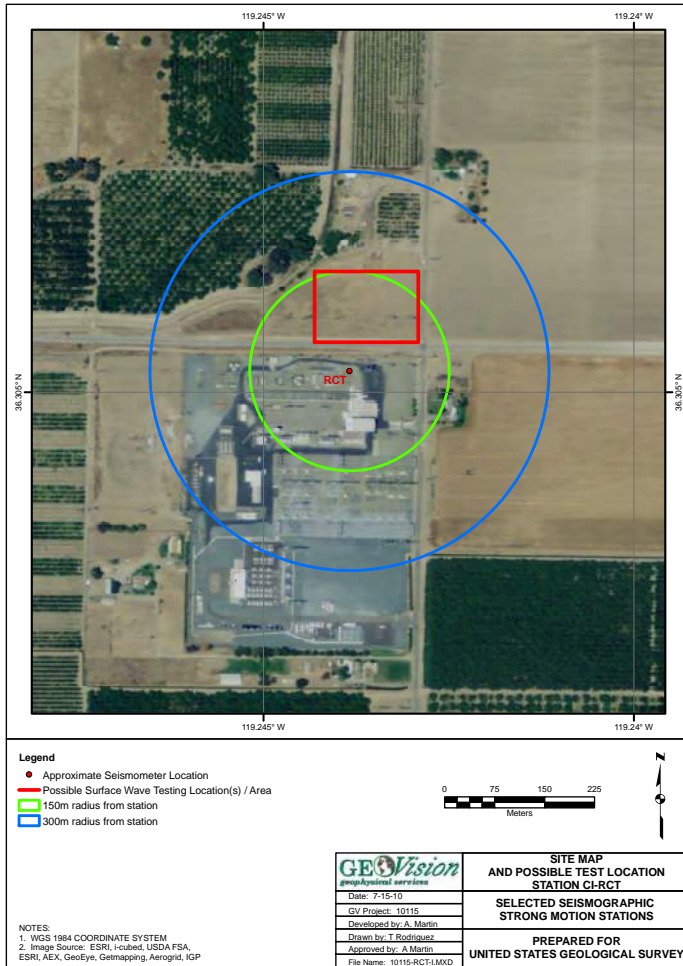 119.245° W
119.24° W
36.305° N
36.305° N
RCT
119.245° W
119.24° W
Legend
Approximate Seismometer Location
Possible Surface Wave Testing Location(s) / Area
150m radius from station
300m radius from station
0 75 150 225
Meters
N
GEOVision
geophysical services
Date: 7-15-10
GV Project: 10115
Developed by: A. Martin
Drawn by: T Rodriguez
Approved by: A Martin
File Name: 10115-RCT-I.MXD
SITE MAP
AND POSSIBLE TEST LOCATION
STATION CI-RCT
SELECTED SEISMOGRAPHIC
STRONG MOTION STATIONS
PREPARED FOR
UNITED STATES GEOLOGICAL SURVEY
NOTES:
1. WGS 1984 COORDINATE SYSTEM
2. Image Source: ESRI, i-cubed, USDA FSA,
ESRI, AEX, GeoEye, Getmapping, Aerogrid, IGP